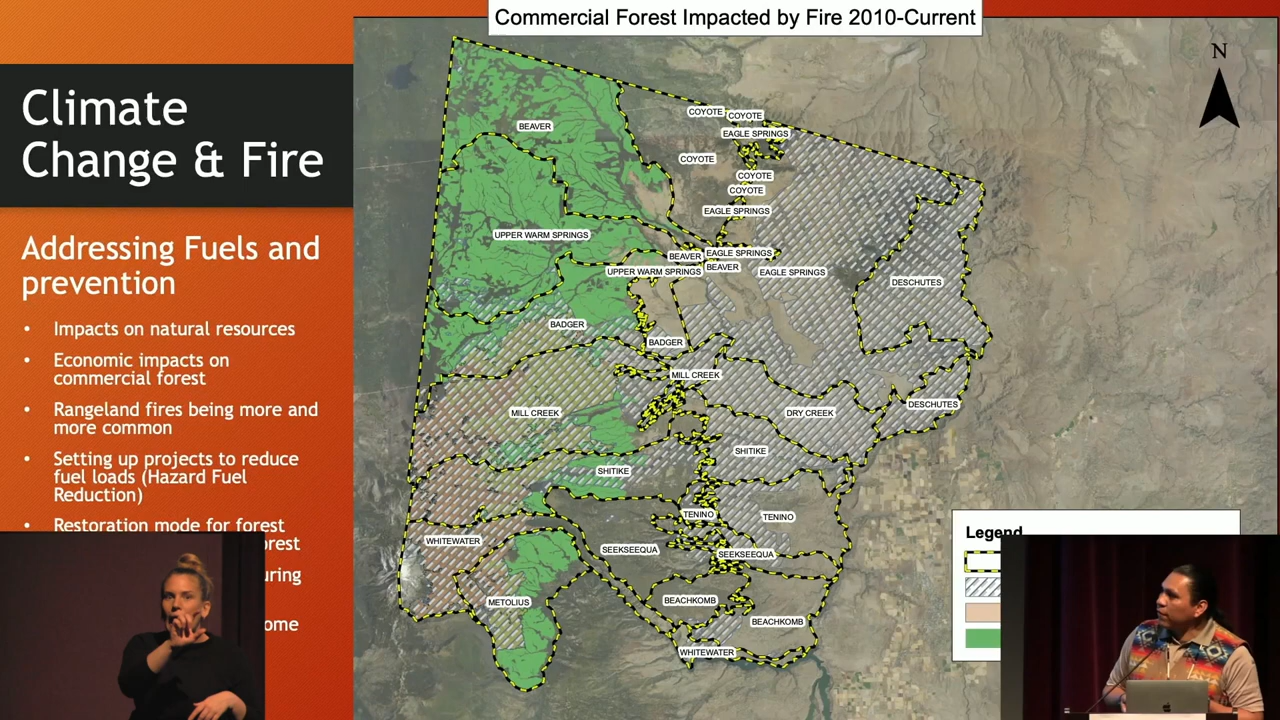 Commercial Forest Impacted by Fire 2010-Current
Climate
Change & Fire
Addressing Fuels and
prevention
• Impacts on natural resources
• Economic impacts on
commercial forest
• Rangeland fires being more and
more common
• Setting up projects to reduce
fuel loads (Hazard Fuel
Reduction)
• Restoration mode for forest
orest
uring
ome
N
COYOTE
COYOTE
BEAVER
EAGLE SPRINGS
COYOTE
COYOTE
COYOTE
EAGLE SPRINGS
UPPER WARM SPRINGS
BEAVER
EAGLE SPRINGS
UPPER WARM SPRINGS
BEAVER
EAGLE SPRINGS
DESCHUTES
BADGER
BADGER
MILL CREEK
MILL CREEK
DRY CREEK
DESCHUTES
SHITIKE
SHITIKE
TENINO
TENINO
WHITEWATER
SEEKSEEQUA
SEEKSEEQUA
METOLIUS
BEACHKOMB
BEACHKOMB
WHITEWATER
Legend